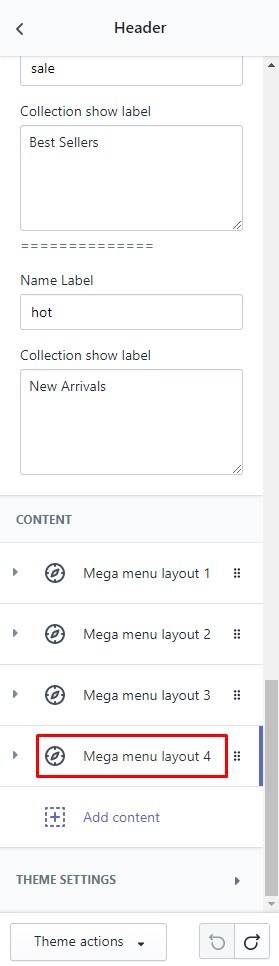 Header
sale
Collection show label
Best Sellers
==============
Name Label
hot
Collection show label
New Arrivals
CONTENT
Mega menu layout 1
Mega menu layout 2
Mega menu layout 3
Mega menu layout 4
Add content
THEME SETTINGS
Theme actions